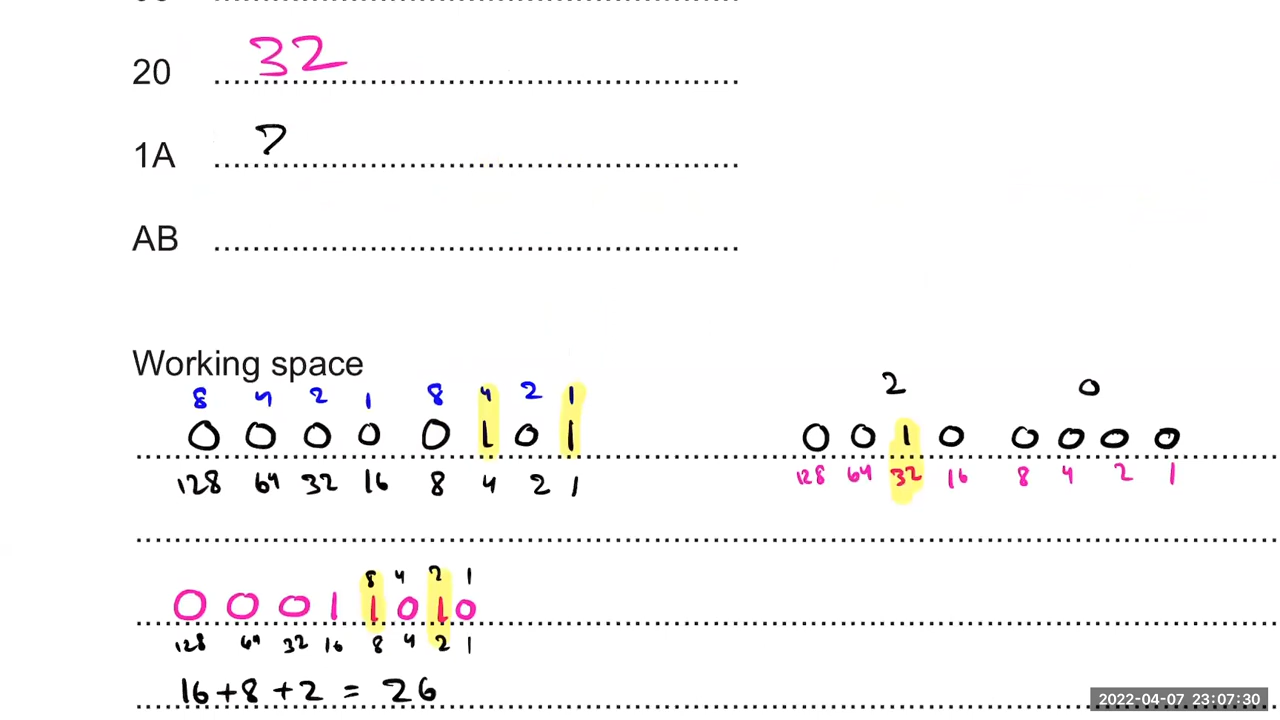 20 32
1A 2
AB
Working space
8 4 2 1 8 4 2 1
0 0 0 0 0 1 0 1
128 64 32 16 8 4 2 1
2 0
0 0 1 0 0 0 0 0
128 64 32 16 8 4 2 1
8 4 2 1
0 0 0 1 1 0 1 0
128 64 32 16 8 4 2 1
16+8+2 = 26
2022-04-07 23:07:30